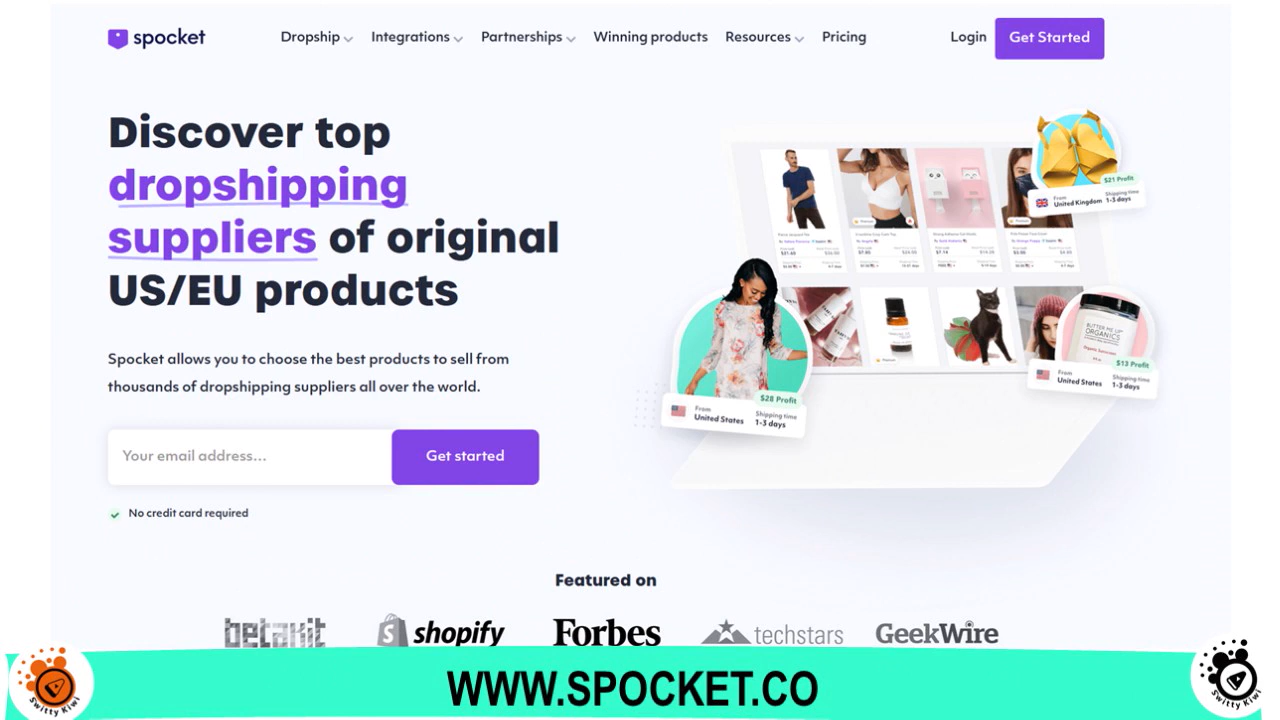 spocket
Dropship
Integrations
Partnerships
Winning products
Resources
Pricing
Login
Get Started
Discover top
dropshipping
suppliers of original
US/EU products
Spocket allows you to choose the best products to sell from
thousands of dropshipping suppliers all over the world.
Your email address...
Get started
No credit card required
$21 Profit
From
United Kingdom
Shipping time
1-3 days
BUTTER ME UP
ORGANICS
$13 Profit
From
United States
Shipping time
1-3 days
$28 Profit
From
United States
Shipping time
1-3 days
Featured on
betakit
shopify
Forbes
techstars
GeekWire
WWW.SPOCKET.CO
Switty Kiwi
Switty Kiwi